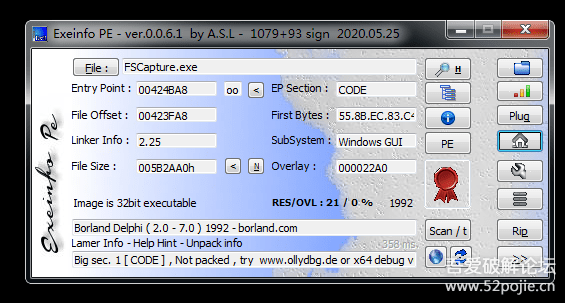 Exeinfo PE - ver.0.0.6.1 by A.S.L - 1079+93 sign 2020.05.25
File : FSCapture.exe H
Entry Point : 00424BA8 oo < EP Section : CODE
File Offset : 00423FA8 First Bytes : 55.8B.EC.83.C4 Plug
Linker Info : 2.25 SubSystem : Windows GUI PE
File Size : 005B2AA0h < N Overlay : 000022A0
Image is 32bit executable RES/OVL : 21 / 0 % 1992
Borland Delphi ( 2.0 - 7.0 ) 1992 - borland.com Scan / t Rip
Lamer Info - Help Hint - Unpack info 358 ms.
Big sec. 1 [ CODE ] , Not packed , try www.ollydbg.de or x64 debug v >>
Exeinfo Pe
吾爱破解论坛
www.52pojie.cn